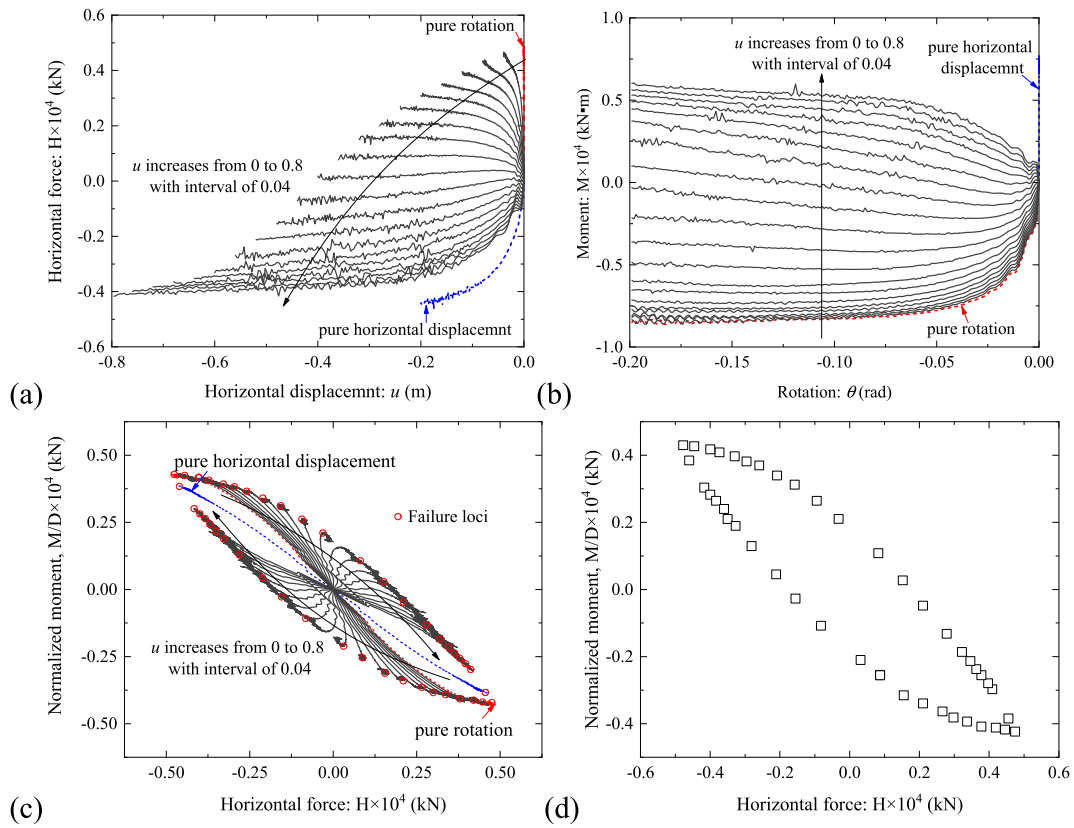 0.6
0.4
0.2
0.0
-0.2
-0.4
-0.6
Horizontal force: H×10⁴ (kN)
pure rotation
u increases from 0 to 0.8
with interval of 0.04
pure horizontal displacemnt
-0.8
-0.6
-0.4
-0.2
0.0
Horizontal displacemnt: u (m)
(a)
1.0
0.5
0.0
-0.5
-1.0
Moment: M×10⁴ (kN▪m)
u increases from 0 to 0.8
with interval of 0.04
pure horizontal
displacemnt
pure rotation
-0.20
-0.15
-0.10
-0.05
0.00
Rotation: θ (rad)
(b)
0.50
0.25
0.00
-0.25
-0.50
Normalized moment, M/D×10⁴ (kN)
pure horizontal displacement
Failure loci
u increases from 0 to 0.8
with interval of 0.04
pure rotation
-0.50
-0.25
0.00
0.25
0.50
Horizontal force: H×10⁴ (kN)
(c)
0.4
0.2
0.0
-0.2
-0.4
Normalized moment, M/D×10⁴ (kN)
-0.6
-0.4
-0.2
0.0
0.2
0.4
0.6
Horizontal force: H×10⁴ (kN)
(d)